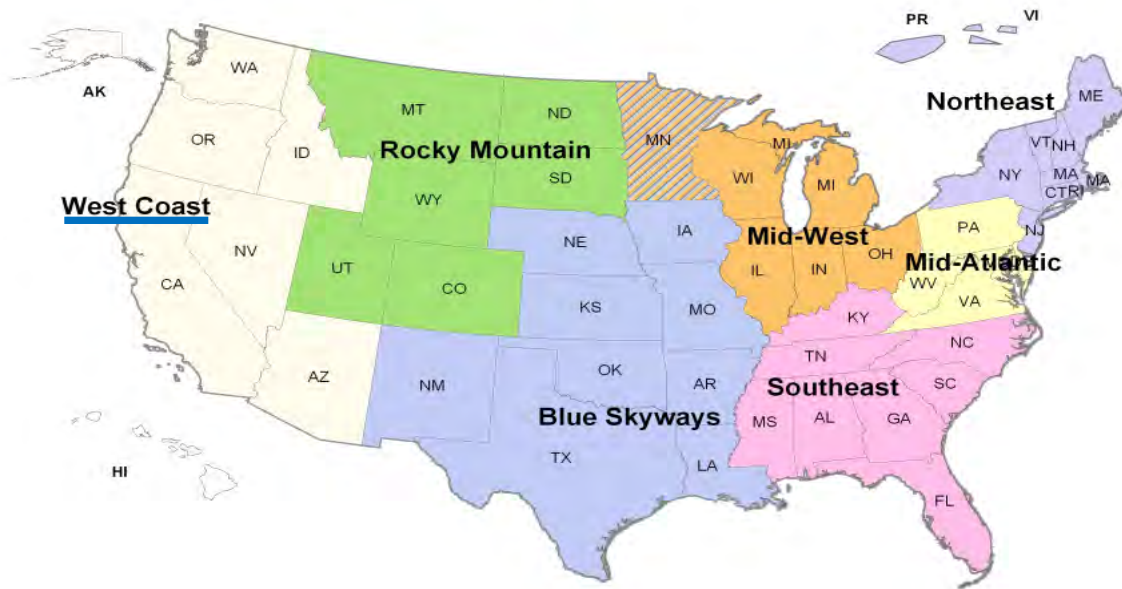 PR
VI
WA
AK
MT
ND
Northeast
ME
OR
ID
MN
VT
NH
Rocky Mountain
MI
WI
MI
NY
MA
MA
CT
RI
SD
WY
West Coast
NV
NE
IA
Mid-West
PA
NJ
UT
CO
IL
IN
OH
Mid-Atlantic
WV
CA
KS
MO
VA
KY
NC
TN
AZ
NM
OK
AR
Southeast
SC
Blue Skyways
MS
AL
GA
TX
LA
HI
FL